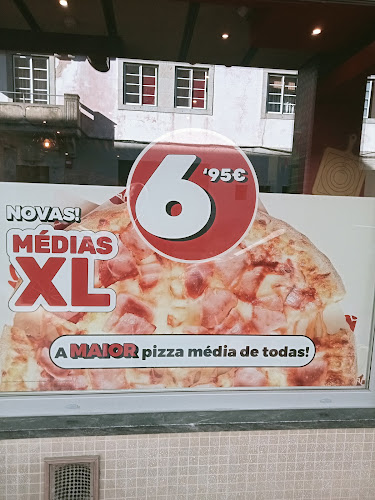 6'95€
NOVAS!
MÉDIAS
XL
A MAIOR pizza média de todas!